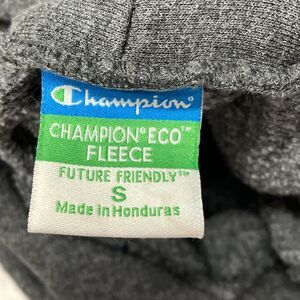 Champion®
CHAMPION® ECO™
FLEECE
FUTURE FRIENDLY™
S
Made in Honduras